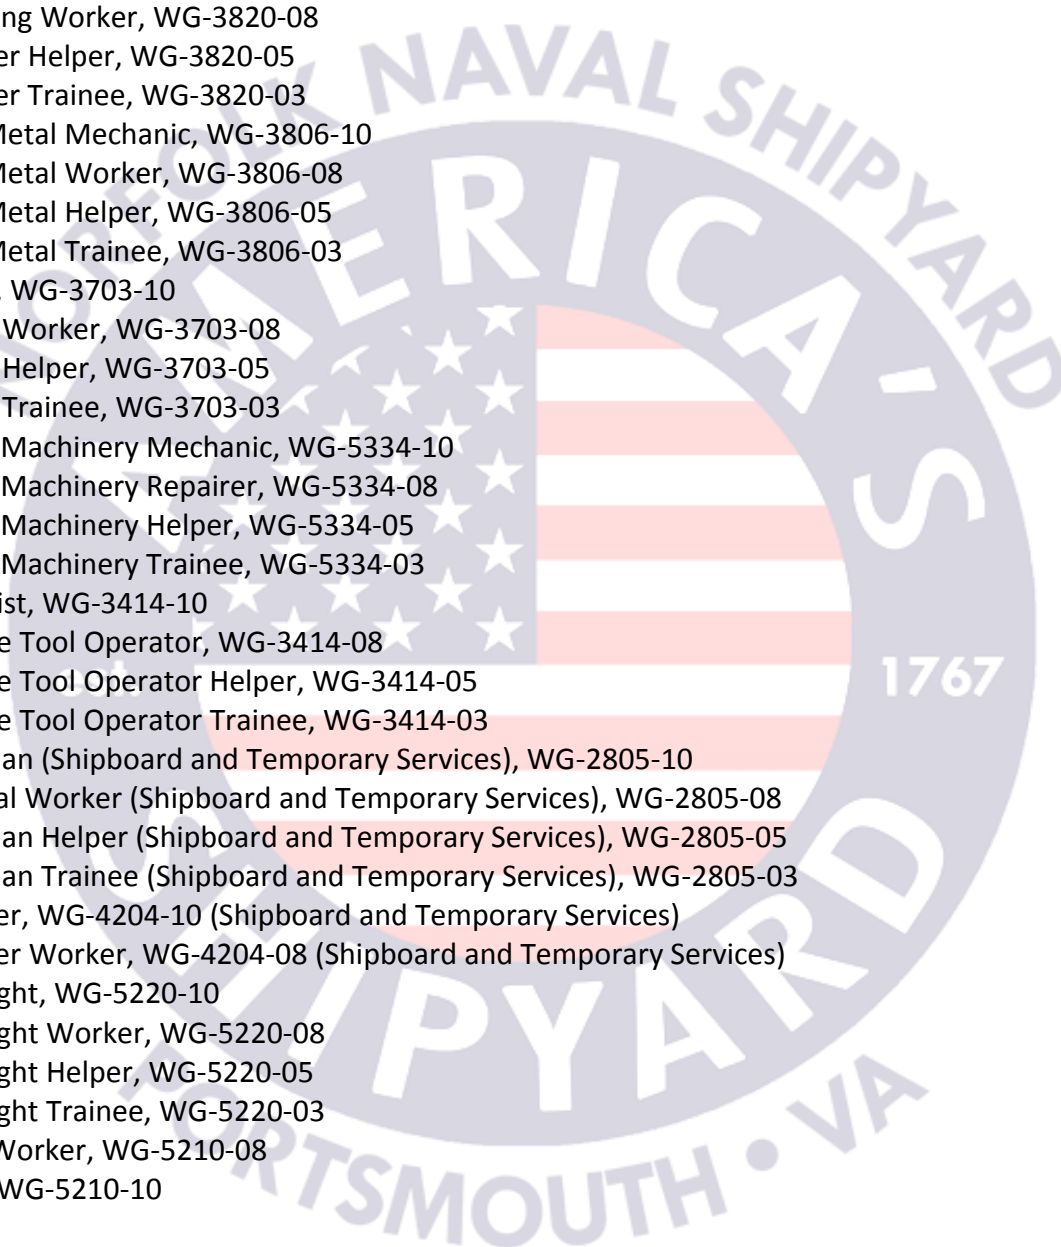 ng Worker, WG-3820-08
er Helper, WG-3820-05
er Trainee, WG-3820-03
Metal Mechanic, WG-3806-10
Metal Worker, WG-3806-08
Metal Helper, WG-3806-05
Metal Trainee, WG-3806-03
, WG-3703-10
Worker, WG-3703-08
Helper, WG-3703-05
Trainee, WG-3703-03
Machinery Mechanic, WG-5334-10
Machinery Repairer, WG-5334-08
Machinery Helper, WG-5334-05
Machinery Trainee, WG-5334-03
ist, WG-3414-10
e Tool Operator, WG-3414-08
e Tool Operator Helper, WG-3414-05
e Tool Operator Trainee, WG-3414-03
an (Shipboard and Temporary Services), WG-2805-10
al Worker (Shipboard and Temporary Services), WG-2805-08
an Helper (Shipboard and Temporary Services), WG-2805-05
an Trainee (Shipboard and Temporary Services), WG-2805-03
er, WG-4204-10 (Shipboard and Temporary Services)
er Worker, WG-4204-08 (Shipboard and Temporary Services)
ght, WG-5220-10
ght Worker, WG-5220-08
ght Helper, WG-5220-05
ght Trainee, WG-5220-03
Worker, WG-5210-08
WG-5210-10
NORFOLK NAVAL SHIPYARD
AMERICA'S
est. 1767
SHIPYARD
PORTSMOUTH • VA